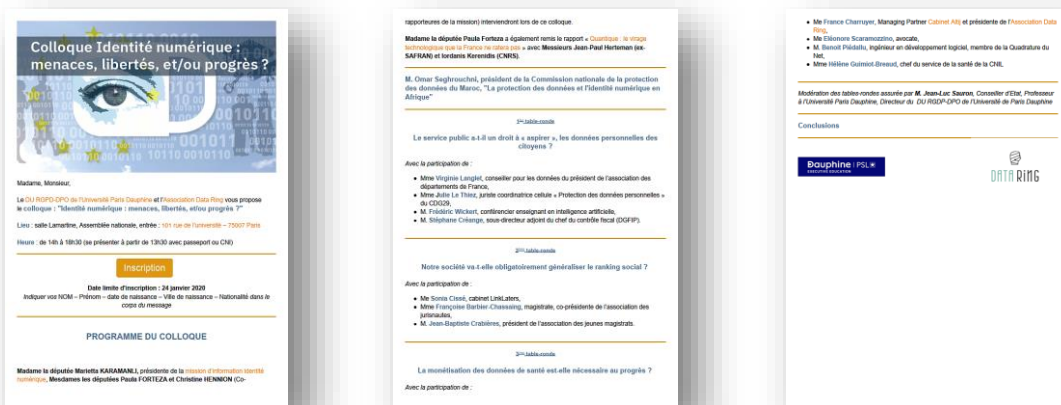 Colloque Identité numérique :
menaces, libertés, et/ou progrès ?
Madame, Monsieur,
Le DU RGPD-DPO de l'Université Paris Dauphine et l'Association Data Ring vous propose
le colloque : "Identité numérique : menaces, libertés, et/ou progrès ?"
Lieu : salle Lamartine, Assemblée nationale, entrée : 101 rue de l'université – 75007 Paris
Heure : de 14h à 18h30 (se présenter à partir de 13h30 avec passeport ou CNI)
Inscription
Date limite d'inscription : 24 janvier 2020
Indiquer vos NOM – Prénom – date de naissance – Ville de naissance – Nationalité dans le
corps du message
PROGRAMME DU COLLOQUE
Madame la députée Marietta KARAMANLI, présidente de la mission d'information identité
numérique, Mesdames les députées Paula FORTEZA et Christine HENNION (Co-
rapporteures de la mission) interviendront lors de ce colloque.
Madame la députée Paula Forteza a également remis le rapport « Quantique : le virage
technologique que la France ne ratera pas » avec Messieurs Jean-Paul Herteman (ex-
SAFRAN) et Iordanis Kerenidis (CNRS).
M. Omar Seghrouchni, président de la Commission nationale de la protection
des données du Maroc, "La protection des données et l'identité numérique en
Afrique"
1ère table-ronde
Le service public a-t-il un droit à « aspirer », les données personnelles des
citoyens ?
Avec la participation de :
• Mme Virginie Langlet, conseiller pour les données du président de l'association des
départements de France,
• Mme Julie Le Thiez, juriste coordinatrice cellule « Protection des données personnelles »
du CDG29,
• M. Frédéric Wickert, conférencier enseignant en intelligence artificielle,
• M. Stéphane Créange, sous-directeur adjoint du chef du contrôle fiscal (DGFIP).
2ème table-ronde
Notre société va-t-elle obligatoirement généraliser le ranking social ?
Avec la participation de :
• Me Sonia Cissé, cabinet LinkLaters,
• Mme Françoise Barbier-Chassaing, magistrate, co-présidente de l'association des
jurisnautes,
• M. Jean-Baptiste Crabières, président de l'association des jeunes magistrats.
3ème table-ronde
La monétisation des données de santé est-elle nécessaire au progrès ?
Avec la participation de :
• Me France Charruyer, Managing Partner Cabinet Altij et présidente de l'Association Data
Ring,
• Me Eléonore Scaramozzino, avocate,
• M. Benoit Piédallu, ingénieur en développement logiciel, membre de la Quadrature du
Net,
• Mme Hélène Guimiot-Breaud, chef du service de la santé de la CNIL
Modération des tables-rondes assurée par M. Jean-Luc Sauron, Conseiller d'Etat, Professeur
à l'Université Paris Dauphine, Directeur du DU RGDP-DPO de l'Université de Paris Dauphine
Conclusions
Dauphine | PSL
EXECUTIVE EDUCATION
DATA RING